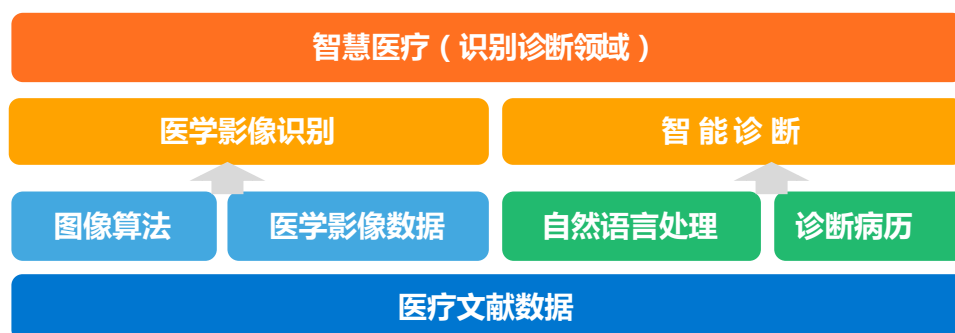 智慧医疗（识别诊断领域）
医学影像识别
智能诊断
图像算法
医学影像数据
自然语言处理
诊断病历
医疗文献数据